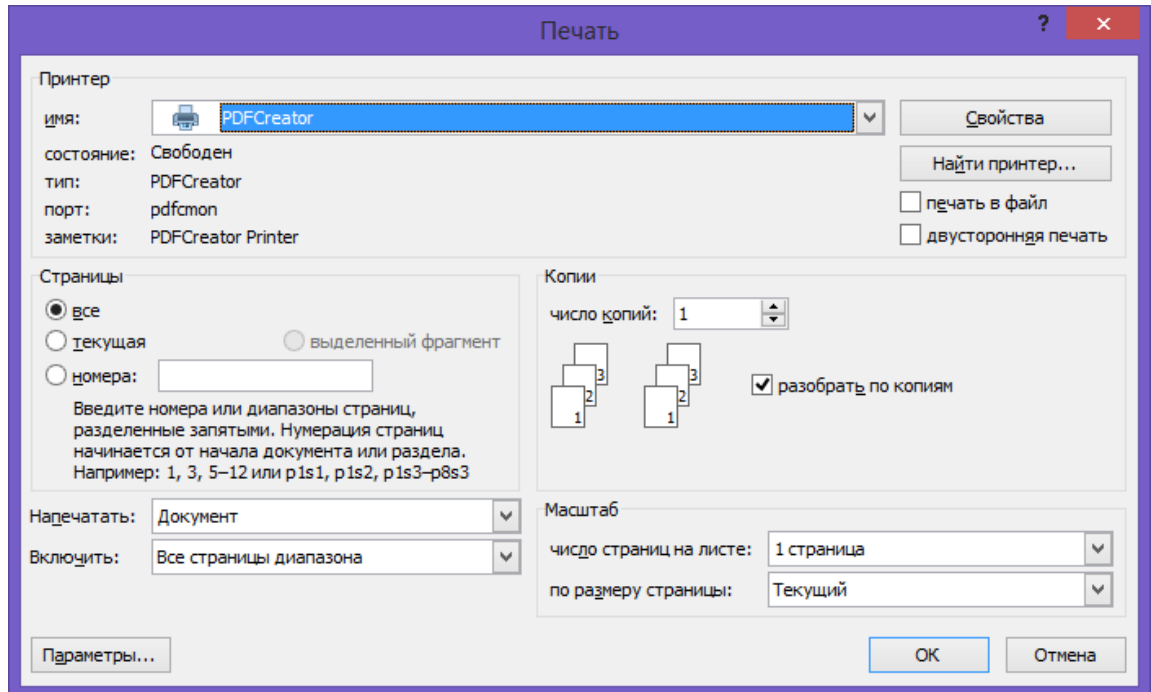 Печать
?
Принтер
имя: PDFCreator
Свойства
состояние: Свободен
Найти принтер...
тип: PDFCreator
порт: pdfcmon
печать в файл
заметки: PDFCreator Printer
двусторонняя печать
Страницы
все
текущая
выделенный фрагмент
номера:
Введите номера или диапазоны страниц,
разделенные запятыми. Нумерация страниц
начинается от начала документа или раздела.
Например: 1, 3, 5–12 или p1s1, p1s2, p1s3–p8s3
Копии
число копий: 1
3 3
2 2
1 1
разобрать по копиям
Напечатать: Документ
Включить: Все страницы диапазона
Масштаб
число страниц на листе: 1 страница
по размеру страницы: Текущий
Параметры...
ОК
Отмена